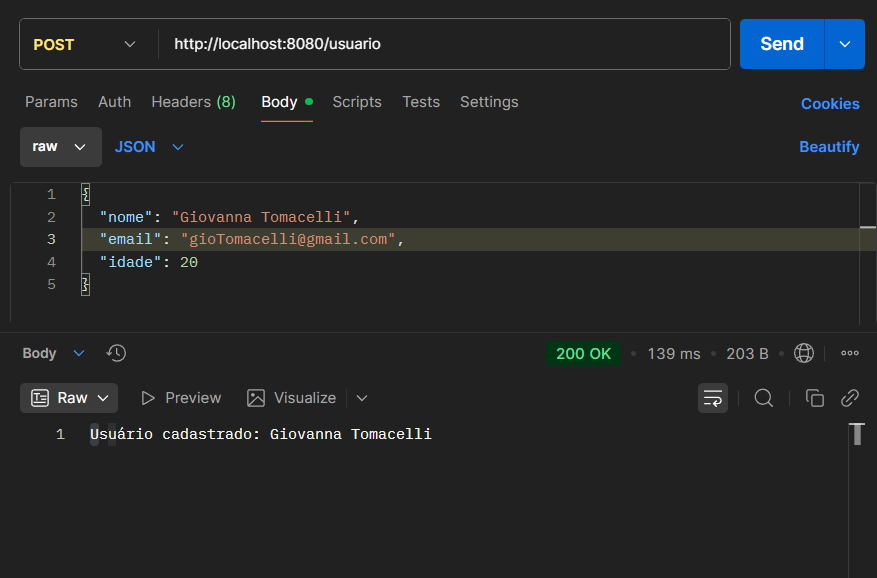 POST http://localhost:8080/usuario Send
Params Auth Headers (8) Body Scripts Tests Settings Cookies
raw JSON Beautify
1 {
2 "nome": "Giovanna Tomacelli",
3 "email": "gioTomacelli@gmail.com",
4 "idade": 20
5 }
Body 200 OK • 139 ms • 203 B •
Raw Preview Visualize
1 Usuário cadastrado: Giovanna Tomacelli